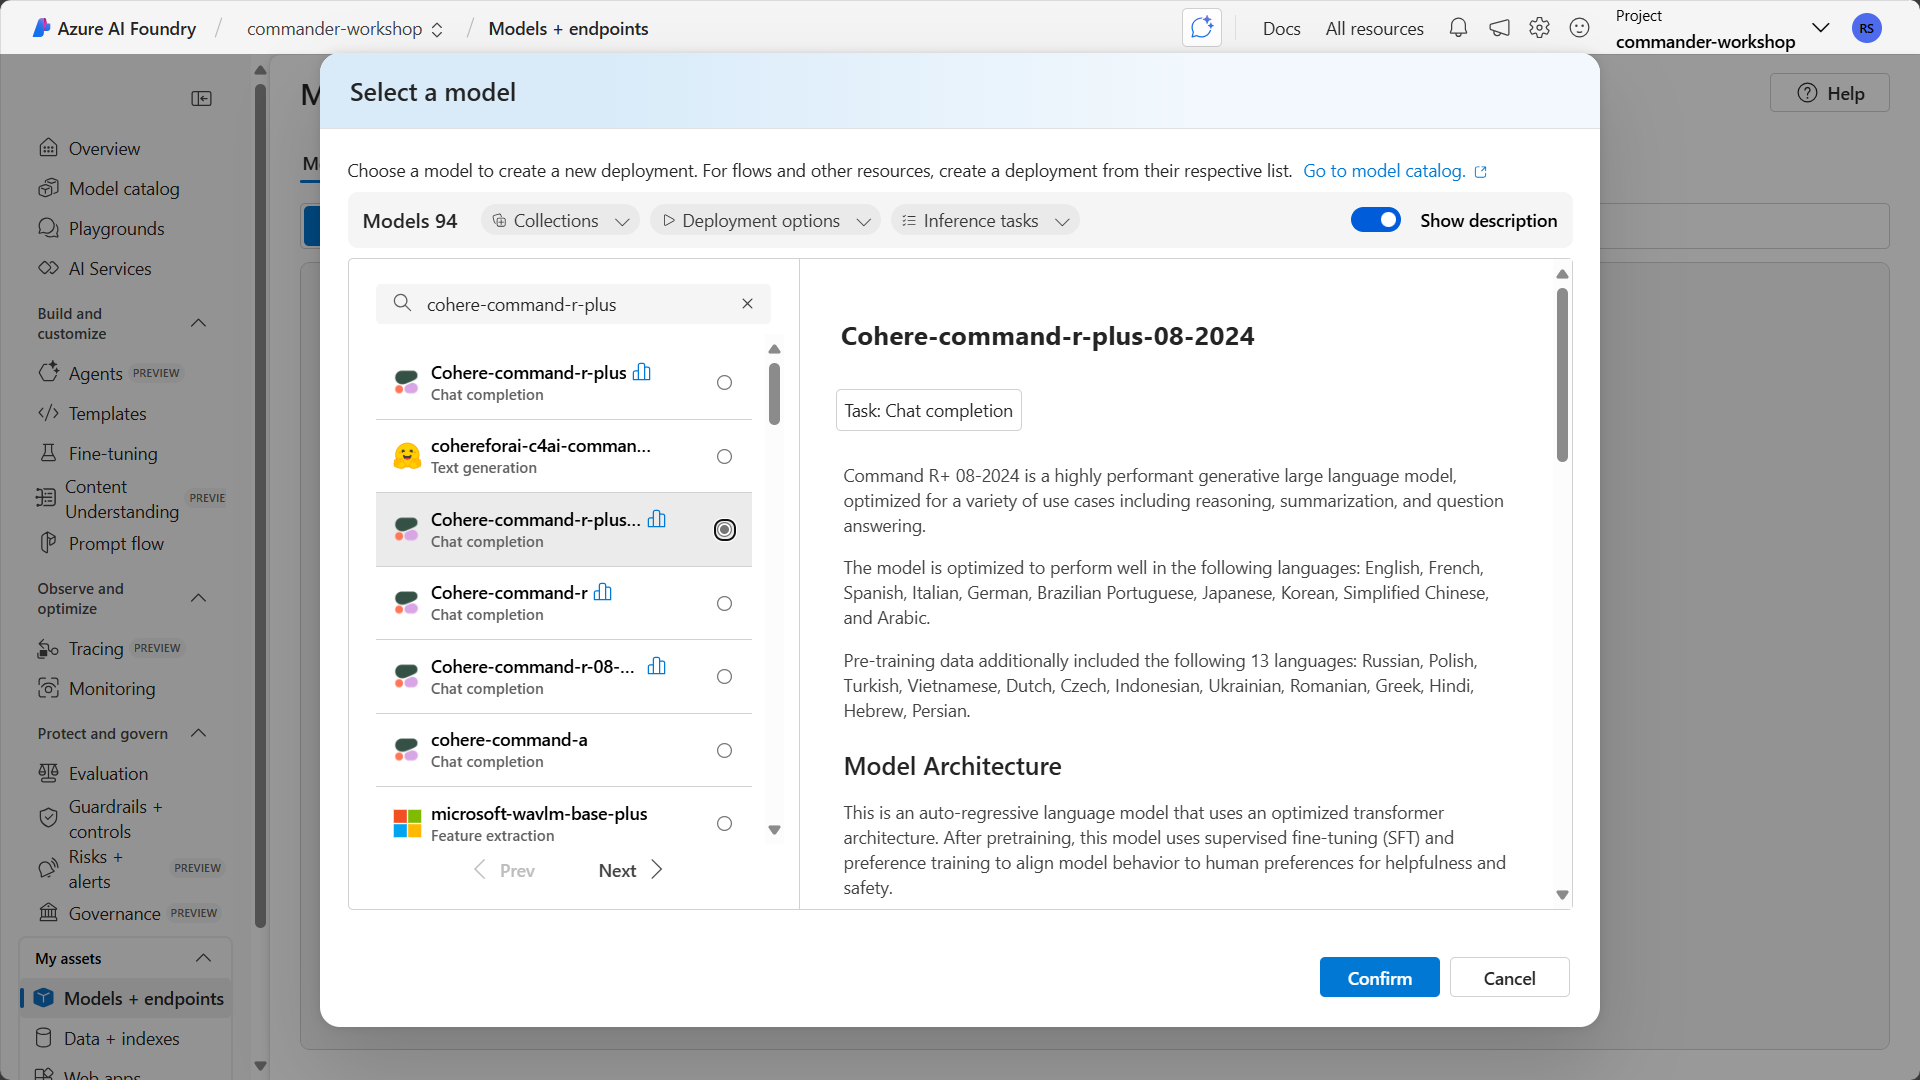 Azure AI Foundry / commander-workshop / Models + endpoints
Docs All resources
Project
commander-workshop
RS
Help
Overview
Model catalog
Playgrounds
AI Services
Build and
customize
Agents PREVIEW
Templates
Fine-tuning
Content
Understanding PREVIE
Prompt flow
Observe and
optimize
Tracing PREVIEW
Monitoring
Protect and govern
Evaluation
Guardrails +
controls
Risks +
alerts PREVIEW
Governance PREVIEW
My assets
Models + endpoints
Data + indexes
Web apps
Select a model
Choose a model to create a new deployment. For flows and other resources, create a deployment from their respective list. Go to model catalog.
Models 94 Collections Deployment options Inference tasks Show description
cohere-command-r-plus
Cohere-command-r-plus
Chat completion
cohereforai-c4ai-comman...
Text generation
Cohere-command-r-plus...
Chat completion
Cohere-command-r
Chat completion
Cohere-command-r-08-...
Chat completion
cohere-command-a
Chat completion
microsoft-wavlm-base-plus
Feature extraction
Prev Next
Cohere-command-r-plus-08-2024
Task: Chat completion
Command R+ 08-2024 is a highly performant generative large language model,
optimized for a variety of use cases including reasoning, summarization, and question
answering.
The model is optimized to perform well in the following languages: English, French,
Spanish, Italian, German, Brazilian Portuguese, Japanese, Korean, Simplified Chinese,
and Arabic.
Pre-training data additionally included the following 13 languages: Russian, Polish,
Turkish, Vietnamese, Dutch, Czech, Indonesian, Ukrainian, Romanian, Greek, Hindi,
Hebrew, Persian.
Model Architecture
This is an auto-regressive language model that uses an optimized transformer
architecture. After pretraining, this model uses supervised fine-tuning (SFT) and
preference training to align model behavior to human preferences for helpfulness and
safety.
Confirm Cancel